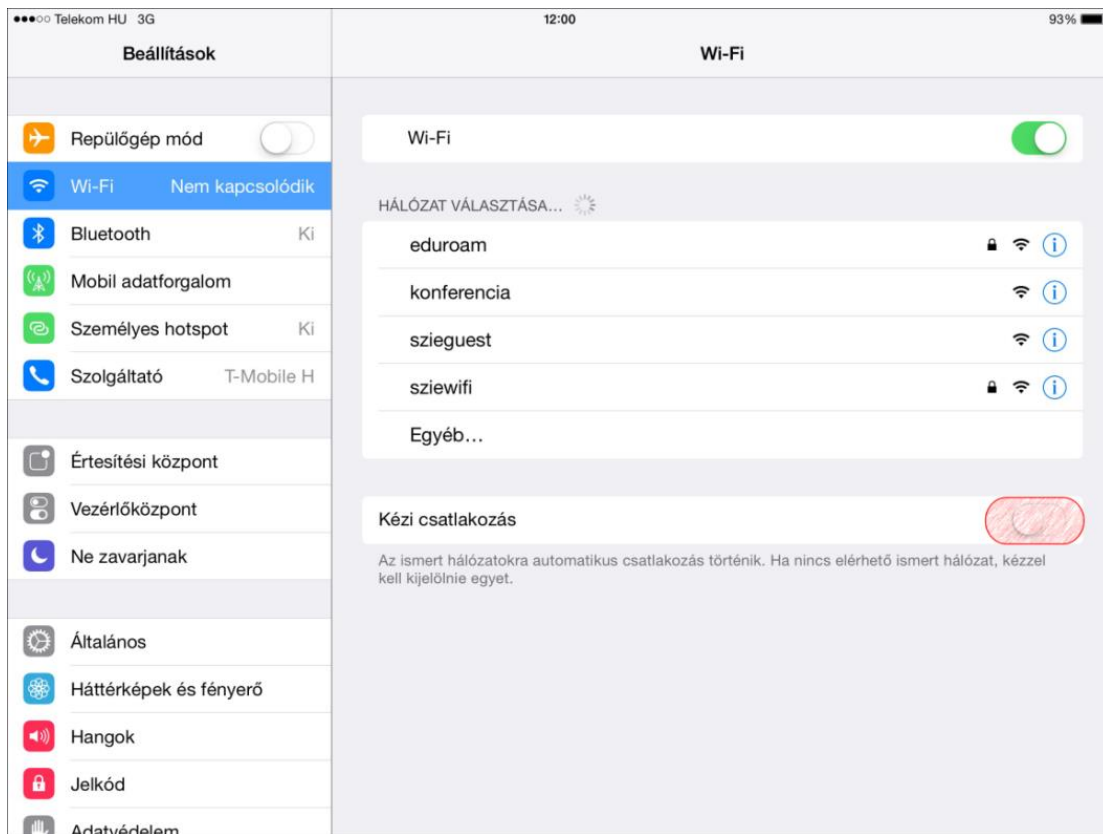 Telekom HU 3G
12:00
93%
Beállítások
Wi-Fi
Repülőgép mód
Wi-Fi Nem kapcsolódik
Bluetooth Ki
Mobil adatforgalom
Személyes hotspot Ki
Szolgáltató T-Mobile H
Értesítési központ
Vezérlőközpont
Ne zavarjanak
Általános
Háttérképek és fényerő
Hangok
Jelkód
Adatvédelem
Wi-Fi
HÁLÓZAT VÁLASZTÁSA...
eduroam
konferencia
szieguest
sziewifi
Egyéb...
Kézi csatlakozás
Az ismert hálózatokra automatikus csatlakozás történik. Ha nincs elérhető ismert hálózat, kézzel
kell kijelölnie egyet.